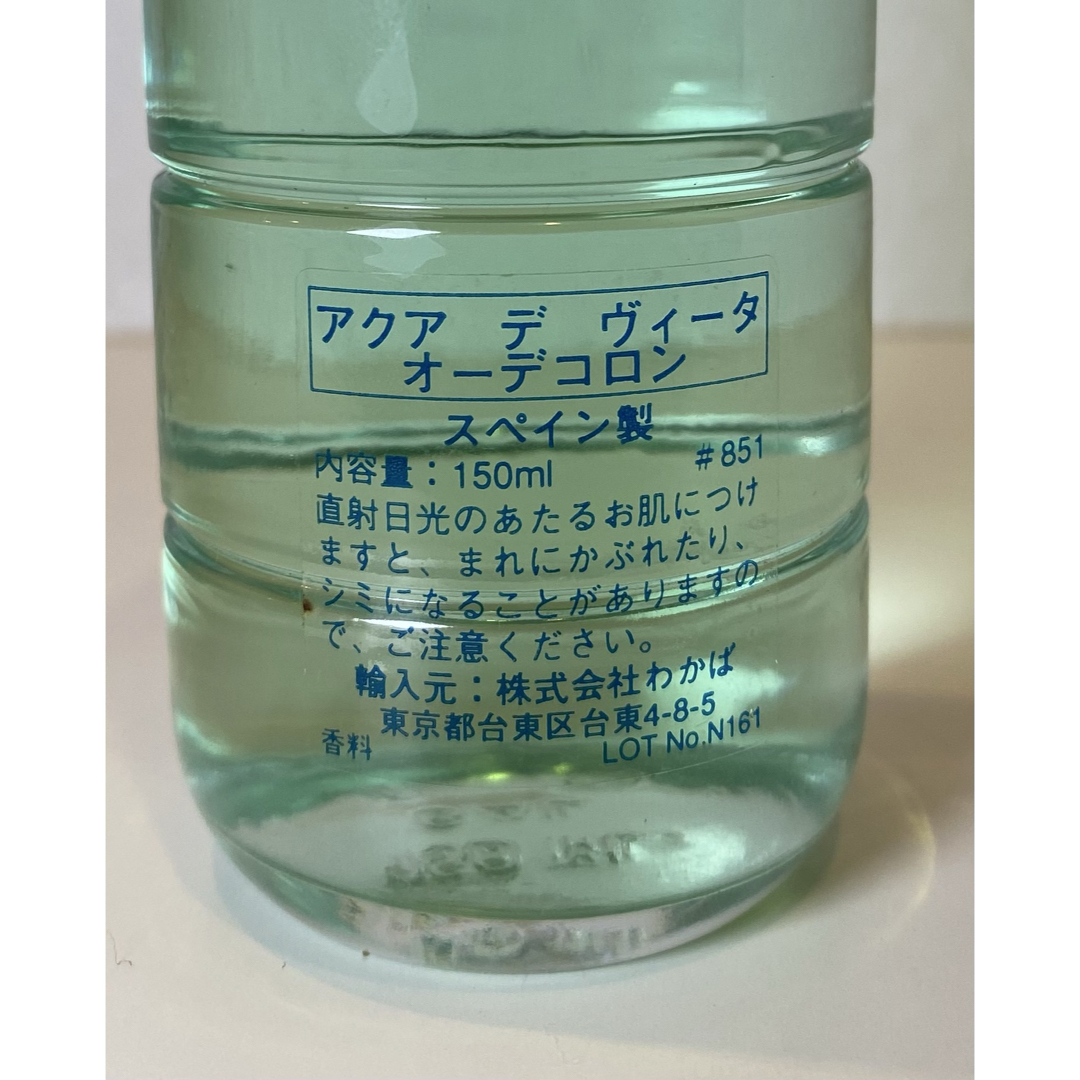 アクア　デ　ヴィータ
オーデコロン
スペイン製
内容量：150ml　#851
直射日光のあたるお肌につけ
ますと、まれにかぶれたり、
シミになることがありますの
で、ご注意ください。
輸入元：株式会社わかば
東京都台東区台東4-8-5
香料　LOT No.N161